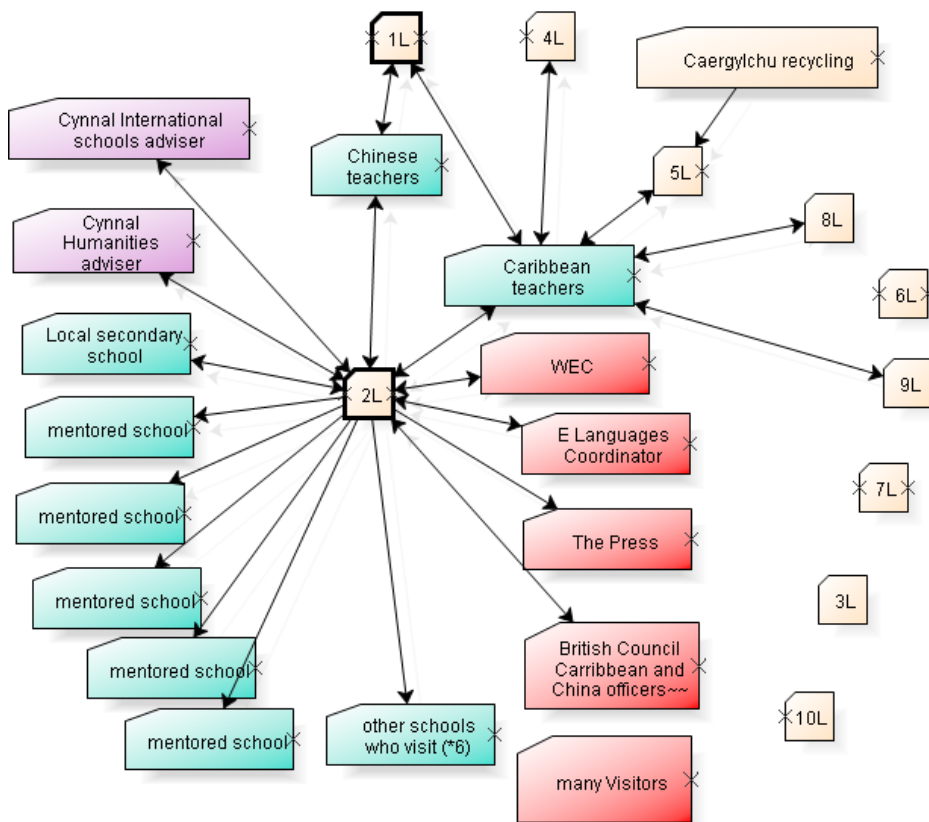 1L
4L
Caergylchu recycling
Cynnal International
schools adviser
Chinese
teachers
5L
Cynnal
Humanities
adviser
8L
Caribbean
teachers
6L
Local secondary
school
WEC
9L
2L
mentored school
E Languages
Coordinator
mentored school
7L
The Press
mentored school
3L
British Council
Carribbean and
China officers~~
mentored school
10L
mentored school
other schools
who visit (*6)
many Visitors